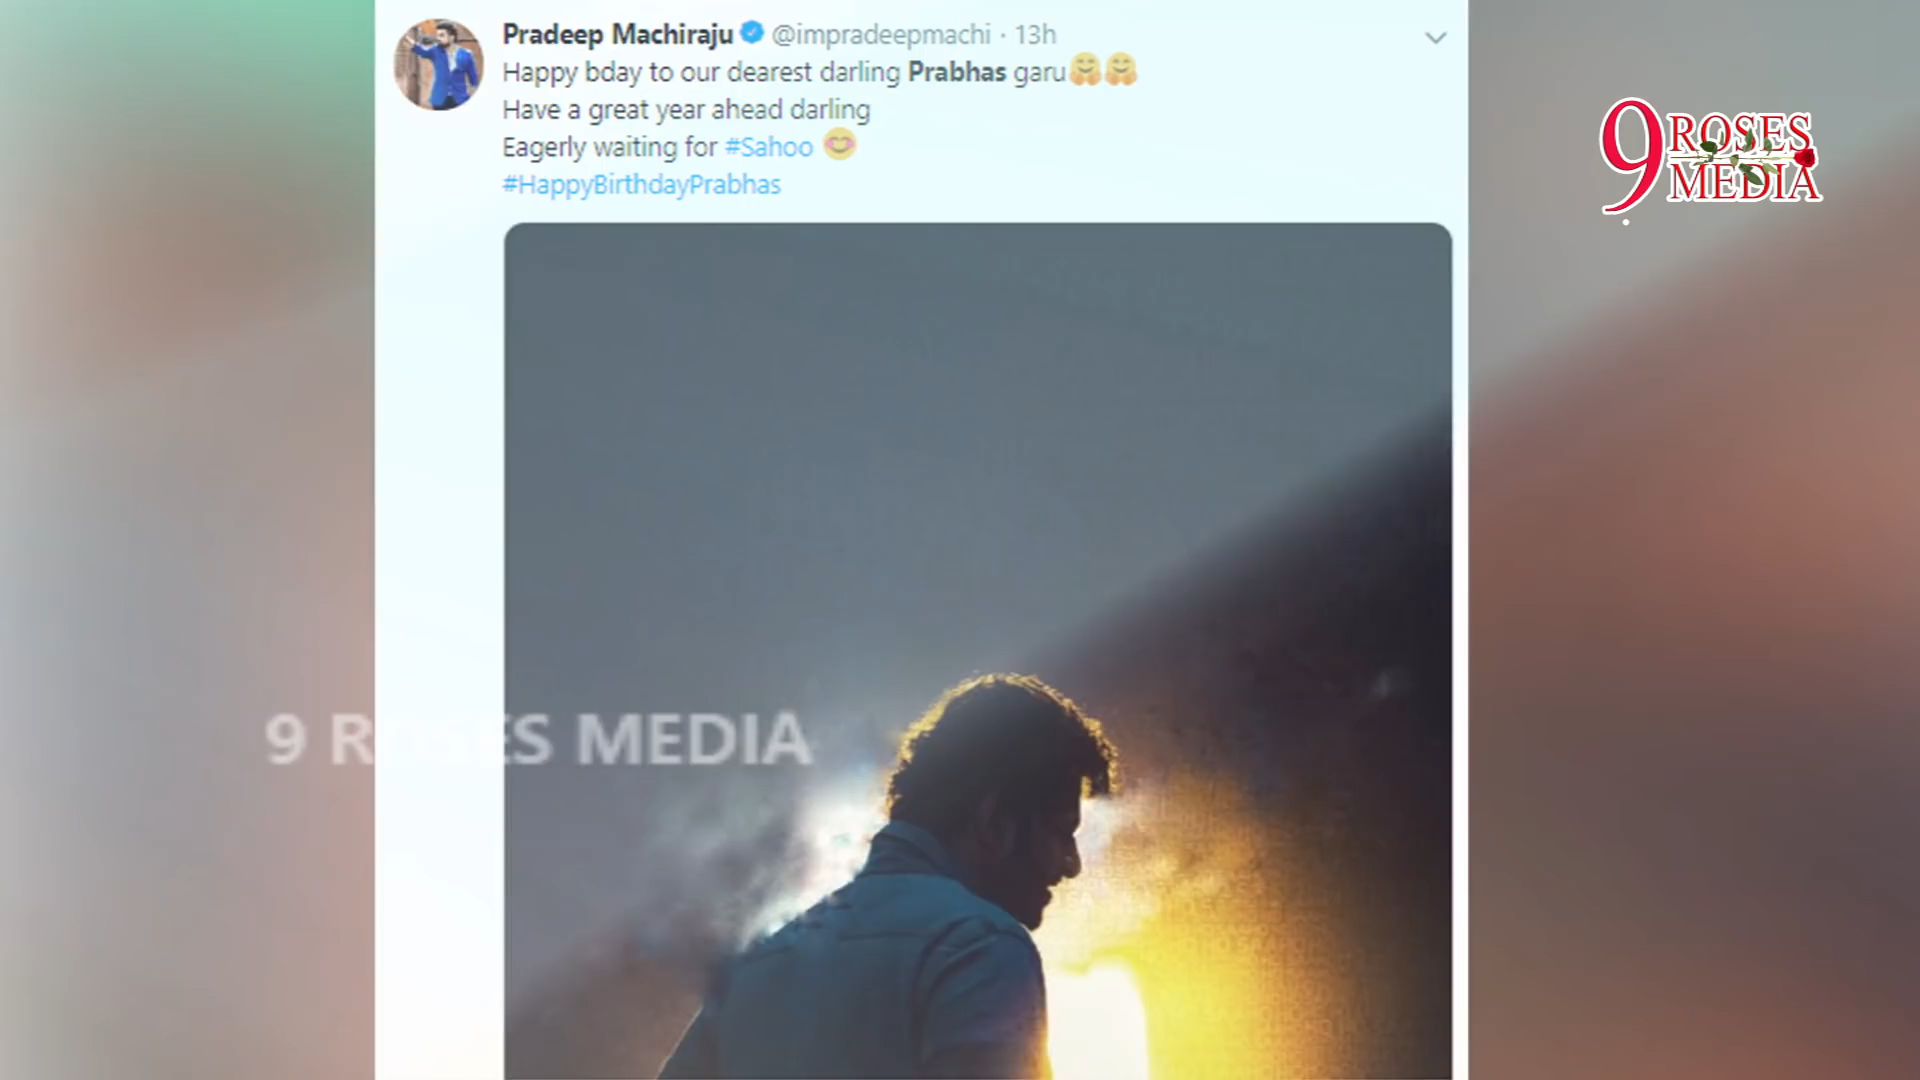 Pradeep Machiraju @impradeepmachi · 13h
Happy bday to our dearest darling Prabhas garu🤗🤗
Have a great year ahead darling
Eagerly waiting for #Sahoo 😊
#HappyBirthdayPrabhas
9 ROSES
MEDIA
9 ROSES MEDIA